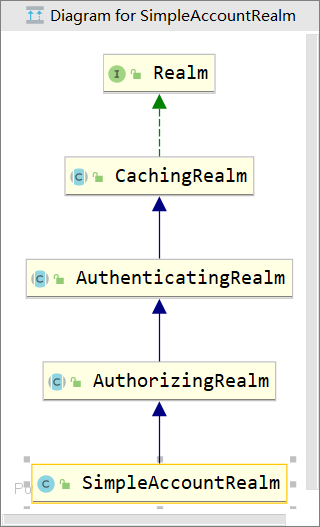 Diagram for SimpleAccountRealm
I Realm
C CachingRealm
C AuthenticatingRealm
C AuthorizingRealm
C SimpleAccountRealm